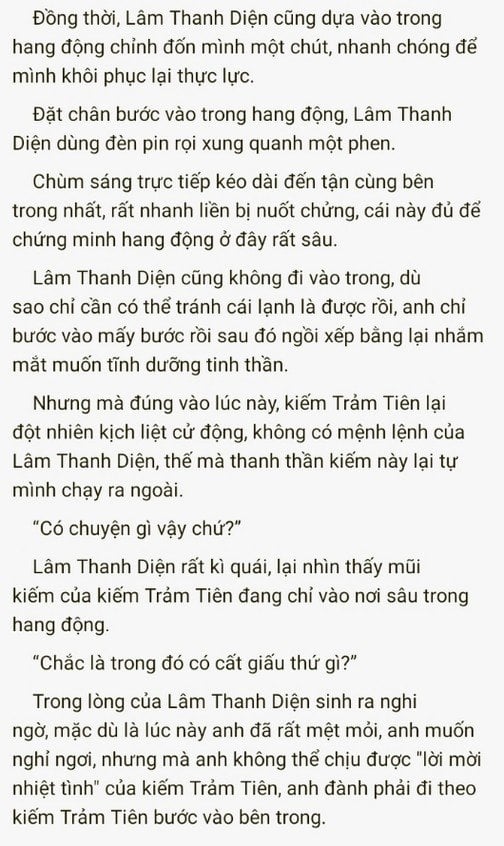 Đồng thời, Lâm Thanh Diện cũng dựa vào trong
hang động chỉnh đốn mình một chút, nhanh chóng để
mình khôi phục lại thực lực.
Đặt chân bước vào trong hang động, Lâm Thanh
Diện dùng đèn pin rọi xung quanh một phen.
Chùm sáng trực tiếp kéo dài đến tận cùng bên
trong nhất, rất nhanh liền bị nuốt chửng, cái này đủ để
chứng minh hang động ở đây rất sâu.
Lâm Thanh Diện cũng không đi vào trong, dù
sao chỉ cần có thể tránh cái lạnh là được rồi, anh chỉ
bước vào mấy bước rồi sau đó ngồi xếp bằng lại nhắm
mắt muốn tĩnh dưỡng tinh thần.
Nhưng mà đúng vào lúc này, kiếm Trảm Tiên lại
đột nhiên kịch liệt cử động, không có mệnh lệnh của
Lâm Thanh Diện, thế mà thanh thần kiếm này lại tự
mình chạy ra ngoài.
“Có chuyện gì vậy chứ?”
Lâm Thanh Diện rất kì quái, lại nhìn thấy mũi
kiếm của kiếm Trảm Tiên đang chỉ vào nơi sâu trong
hang động.
“Chắc là trong đó có cất giấu thứ gì?”
Trong lòng của Lâm Thanh Diện sinh ra nghi
ngờ, mặc dù là lúc này anh đã rất mệt mỏi, anh muốn
nghỉ ngơi, nhưng mà anh không thể chịu được "lời mời
nhiệt tình" của kiếm Trảm Tiên, anh đành phải đi theo
kiếm Trảm Tiên bước vào bên trong.